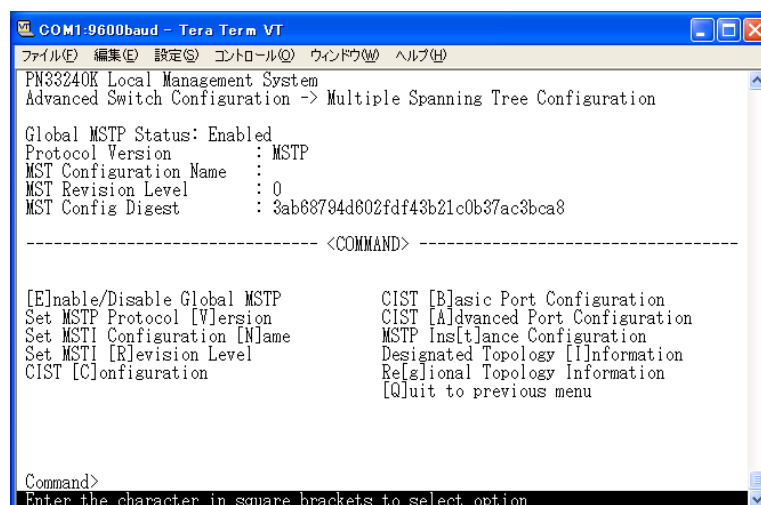 COM1:9600baud - Tera Term VT
ファイル(F) 編集(E) 設定(S) コントロール(O) ウィンドウ(W) ヘルプ(H)
PN33240K Local Management System
Advanced Switch Configuration -> Multiple Spanning Tree Configuration
Global MSTP Status: Enabled
Protocol Version : MSTP
MST Configuration Name :
MST Revision Level : 0
MST Config Digest : 3ab68794d602fdf43b21c0b37ac3bca8
------------------------------- <COMMAND> -----------------------------------
[E]nable/Disable Global MSTP CIST [B]asic Port Configuration
Set MSTP Protocol [V]ersion CIST [A]dvanced Port Configuration
Set MSTI Configuration [N]ame MSTP Ins[t]ance Configuration
Set MSTI [R]evision Level Designated Topology [I]nformation
CIST [C]onfiguration Re[g]ional Topology Information
[Q]uit to previous menu
Command>
Enter the character in square brackets to select option